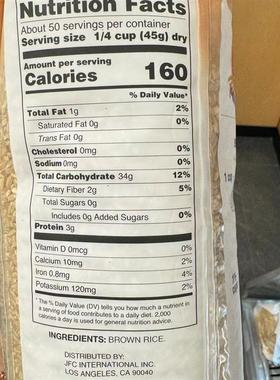 Nutrition Facts
About 50 servings per container
Serving size 1/4 cup (45g) dry
Amount per serving
Calories 160
% Daily Value*
Total Fat 1g 2%
Saturated Fat 0g 0%
Trans Fat 0g
Cholesterol 0mg 0%
Sodium 0mg 0%
Total Carbohydrate 34g 12%
Dietary Fiber 2g 5%
Total Sugars 0g
Includes 0g Added Sugars 0%
Protein 3g
Vitamin D 0mcg 0%
Calcium 10mg 2%
Iron 0.8mg 4%
Potassium 120mg 2%
* The % Daily Value (DV) tells you how much a nutrient in
a serving of food contributes to a daily diet. 2,000
calories a day is used for general nutrition advice.
INGREDIENTS: BROWN RICE.
DISTRIBUTED BY:
JFC INTERNATIONAL INC.
LOS ANGELES, CA 90040